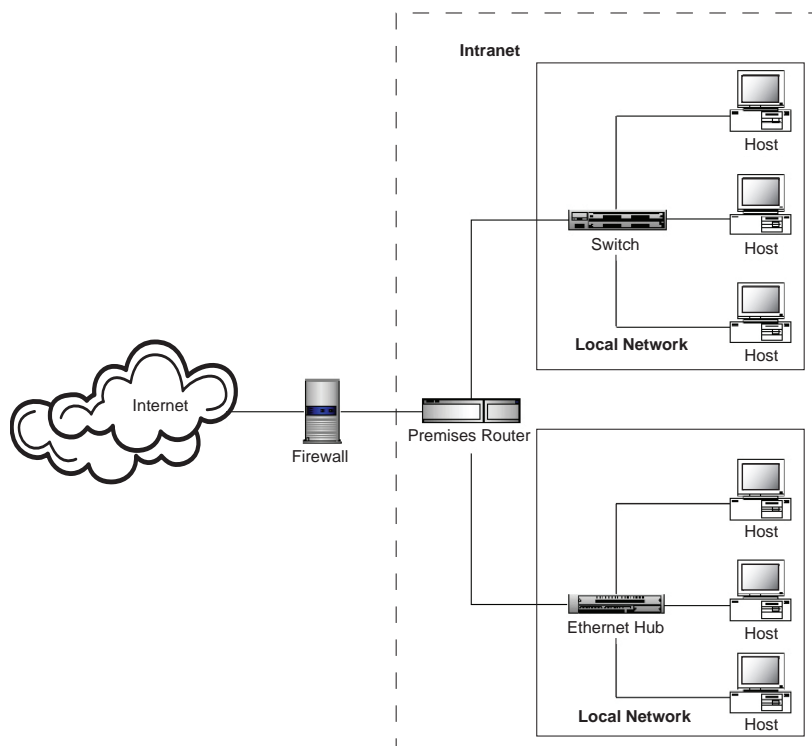 Intranet
Host
Host
Switch
Host
Local Network
Internet
Firewall
Premises Router
Host
Host
Ethernet Hub
Host
Local Network